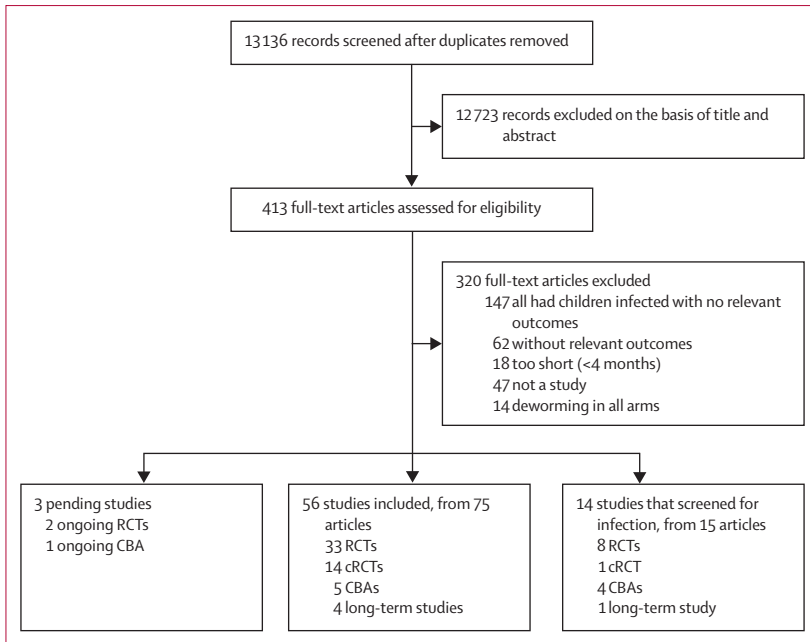 13 136 records screened after duplicates removed
12 723 records excluded on the basis of title and
abstract
413 full-text articles assessed for eligibility
320 full-text articles excluded
147 all had children infected with no relevant
outcomes
62 without relevant outcomes
18 too short (<4 months)
47 not a study
14 deworming in all arms
3 pending studies
2 ongoing RCTs
1 ongoing CBA
56 studies included, from 75
articles
33 RCTs
14 cRCTs
5 CBAs
4 long-term studies
14 studies that screened for
infection, from 15 articles
8 RCTs
1 cRCT
4 CBAs
1 long-term study